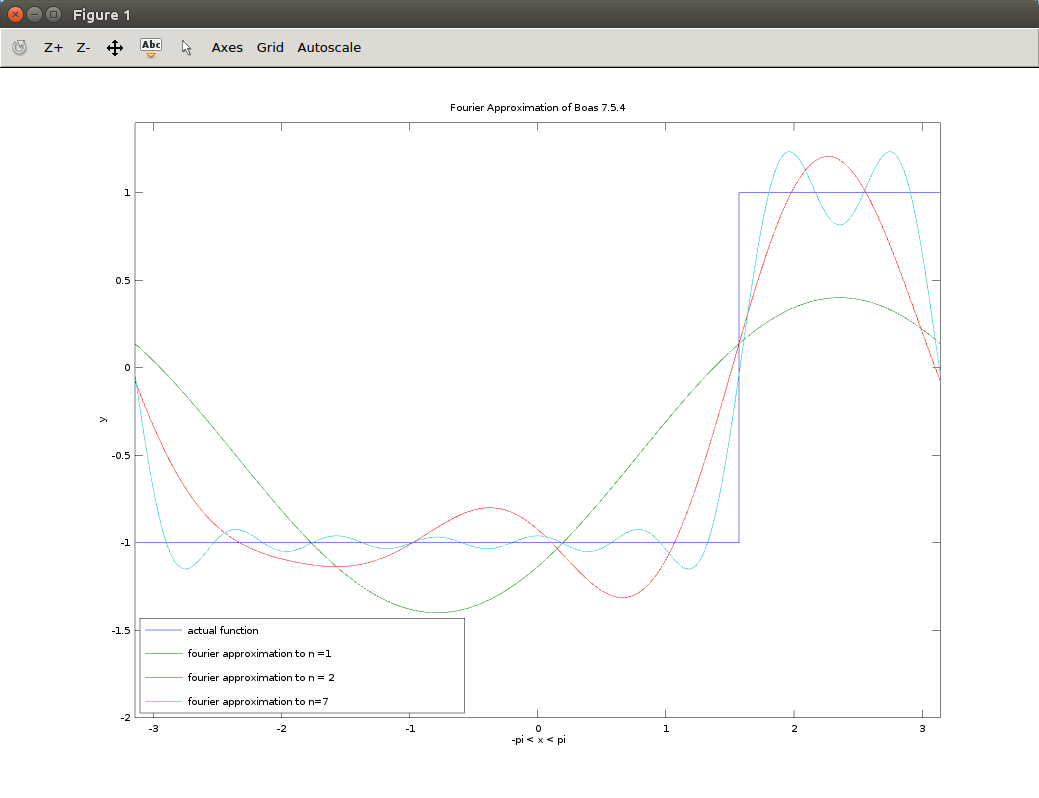 Figure 1
Z+ Z- Abc Axes Grid Autoscale
Fourier Approximation of Boas 7.5.4
1
0.5
0
y
-0.5
-1
-1.5
-2
actual function
fourier approximation to n =1
fourier approximation to n = 2
fourier approximation to n=7
-3 -2 -1 0 1 2 3
-pi < x < pi